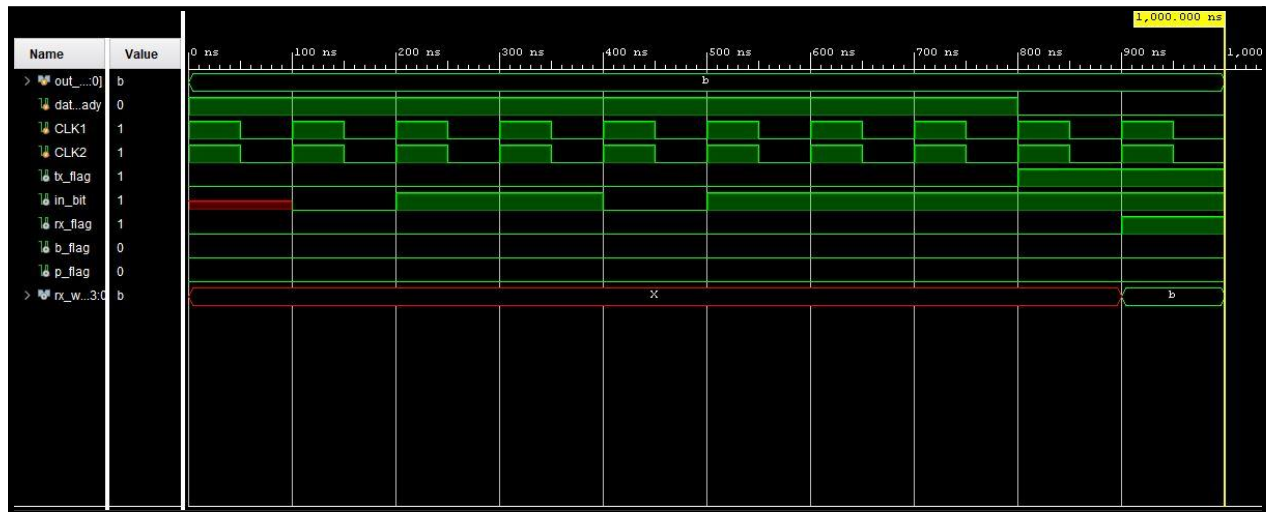 1,000.000 ns
Name Value 0 ns 100 ns 200 ns 300 ns 400 ns 500 ns 600 ns 700 ns 800 ns 900 ns 1,000
> out_...:0] b b
dat...ady 0
CLK1 1
CLK2 1
tx_flag 1
in_bit 1
rx_flag 1
b_flag 0
p_flag 0
> rx_w...3:0 b X b